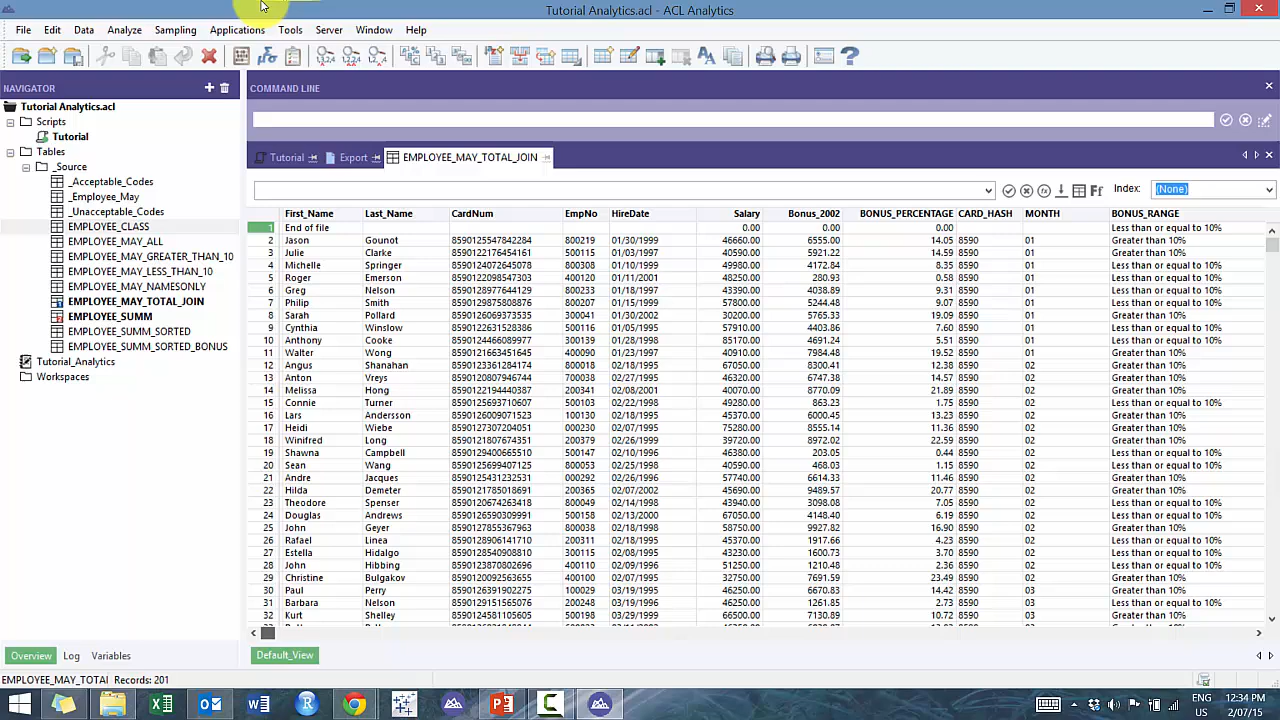 Tutorial Analytics.acl - ACL Analytics
File Edit Data Analyze Sampling Applications Tools Server Window Help
NAVIGATOR
Tutorial Analytics.acl
Scripts
Tutorial
Tables
_Source
_Acceptable_Codes
_Employee_May
_Unacceptable_Codes
EMPLOYEE_CLASS
EMPLOYEE_MAY_ALL
EMPLOYEE_MAY_GREATER_THAN_10
EMPLOYEE_MAY_LESS_THAN_10
EMPLOYEE_MAY_NAMESONLY
EMPLOYEE_MAY_TOTAL_JOIN
EMPLOYEE_SUMM
EMPLOYEE_SUMM_SORTED
EMPLOYEE_SUMM_SORTED_BONUS
Tutorial_Analytics
Workspaces
Overview Log Variables
COMMAND LINE
Tutorial Export EMPLOYEE_MAY_TOTAL_JOIN
Index: (None)
First_Name Last_Name CardNum EmpNo HireDate Salary Bonus_2002 BONUS_PERCENTAGE CARD_HASH MONTH BONUS_RANGE
1 End of file 0.00 0.00 0.00 Less than or equal to 10%
2 Jason Gounot 8590125547842284 800219 01/30/1999 46660.00 6555.00 14.05 8590 01 Greater than 10%
3 Julie Clarke 8590122176454161 500115 01/03/1997 40590.00 5921.22 14.59 8590 01 Greater than 10%
4 Michelle Springer 8590124072645078 300308 01/10/1999 49980.00 4172.84 8.35 8590 01 Less than or equal to 10%
5 Roger Emerson 8590122098547303 400120 01/11/2001 48250.00 280.93 0.58 8590 01 Less than or equal to 10%
6 Greg Nelson 8590128977644129 800233 01/18/1997 43390.00 4038.89 9.31 8590 01 Less than or equal to 10%
7 Philip Smith 8590129875808876 800207 01/15/1999 57800.00 5244.48 9.07 8590 01 Less than or equal to 10%
8 Sarah Pollard 8590126069373535 300041 01/30/2002 30200.00 5765.33 19.09 8590 01 Greater than 10%
9 Cynthia Winslow 8590122631528386 500116 01/05/1995 57910.00 4403.86 7.60 8590 01 Less than or equal to 10%
10 Anthony Cooke 8590124466089977 300139 01/28/1998 85170.00 4691.24 5.51 8590 01 Less than or equal to 10%
11 Walter Wong 8590121663451645 400090 01/23/1997 40910.00 7984.48 19.52 8590 01 Greater than 10%
12 Angus Shanahan 8590123361284174 800018 02/18/1995 67050.00 8300.41 12.38 8590 02 Greater than 10%
13 Anton Vreys 8590120807946744 700038 02/27/1995 46320.00 6747.38 14.57 8590 02 Greater than 10%
14 Melissa Hong 8590122194440387 200341 02/08/2001 40070.00 8770.09 21.89 8590 02 Greater than 10%
15 Connie Turner 8590125693710607 500103 02/22/1998 49280.00 863.23 1.75 8590 02 Less than or equal to 10%
16 Lars Andersson 8590126009071523 100130 02/18/1995 45370.00 6000.45 13.23 8590 02 Greater than 10%
17 Heidi Wiebe 8590127307204051 000230 02/18/1995 75280.00 8555.14 11.36 8590 02 Greater than 10%
18 Winifred Long 8590121807674351 200379 02/26/1996 39720.00 8972.02 22.59 8590 02 Greater than 10%
19 Shawna Campbell 8590129400665510 500147 02/10/1996 46380.00 203.05 0.44 8590 02 Less than or equal to 10%
20 Sean Wang 8590125699407125 800053 02/25/1998 40590.00 468.03 1.15 8590 02 Less than or equal to 10%
21 Andre Jacques 8590125431232531 000292 02/26/1996 57740.00 6614.33 11.46 8590 02 Greater than 10%
22 Hilda Demeter 8590121785018691 200365 02/07/2002 45690.00 9489.57 20.77 8590 02 Greater than 10%
23 Theodore Spenser 8590120674263418 800049 02/14/1998 43940.00 3098.08 7.05 8590 02 Less than or equal to 10%
24 Douglas Andrews 8590126590309991 500158 02/13/2000 67050.00 4148.40 6.19 8590 02 Less than or equal to 10%
25 John Geyer 8590127855367963 800038 02/18/1998 58750.00 9927.82 16.90 8590 02 Greater than 10%
26 Rafael Linea 8590128906141710 200311 02/18/1995 45370.00 1917.66 4.23 8590 02 Less than or equal to 10%
27 Estella Hidalgo 8590128540908810 300115 02/08/1995 43230.00 1600.73 3.70 8590 02 Less than or equal to 10%
28 John Hibbing 8590128713802696 400110 02/09/1996 51250.00 1210.48 2.36 8590 02 Less than or equal to 10%
29 Christine Bulgakov 8590120092563655 400100 02/07/1995 32750.00 7691.59 23.49 8590 02 Greater than 10%
30 Paul Perry 8590126391902275 100029 03/19/1995 46250.00 6670.83 14.42 8590 03 Greater than 10%
31 Barbara Nelson 8590129151565076 200248 03/19/1996 46250.00 1261.85 2.73 8590 03 Less than or equal to 10%
32 Kurt Shelley 8590124581105605 500198 03/19/1996 66500.00 7130.89 10.72 8590 03 Greater than 10%
Default_View
EMPLOYEE_MAY_TOTAL Records: 201
ENG 12:34 PM
US 2/07/15